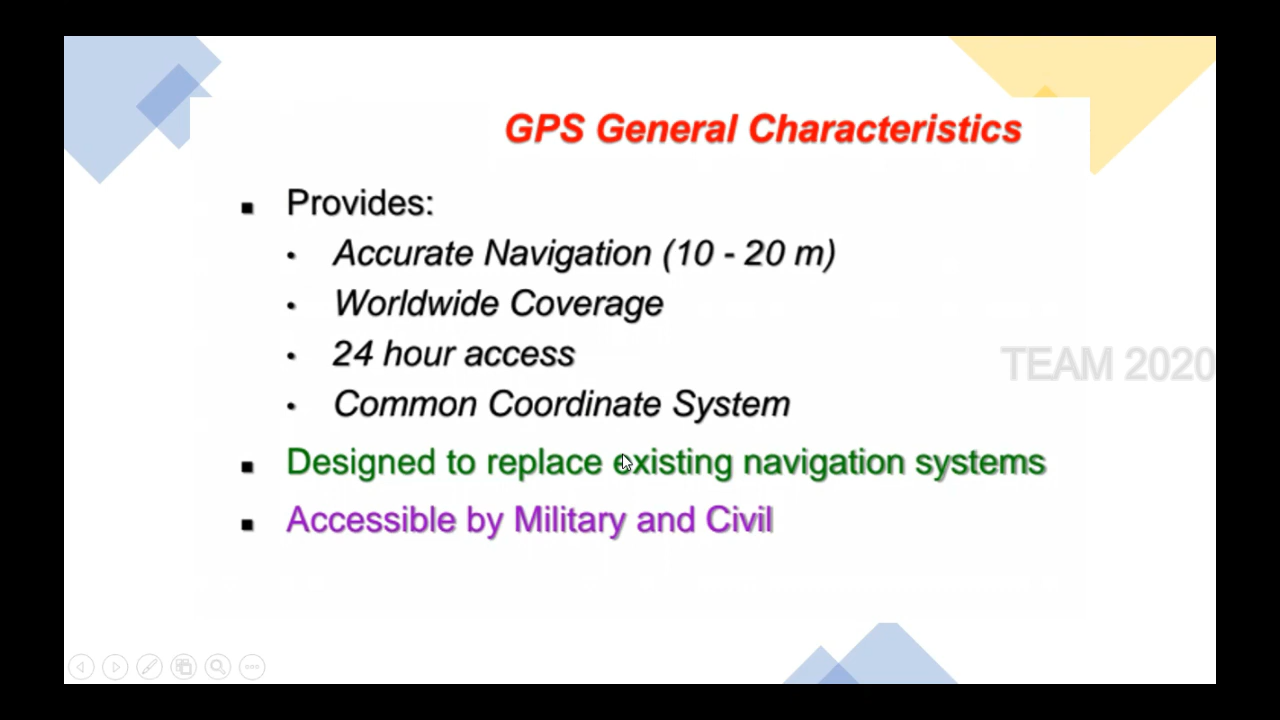 GPS General Characteristics
Provides:
Accurate Navigation (10 - 20 m)
Worldwide Coverage
24 hour access
Common Coordinate System
Designed to replace existing navigation systems
Accessible by Military and Civil
TEAM 2020